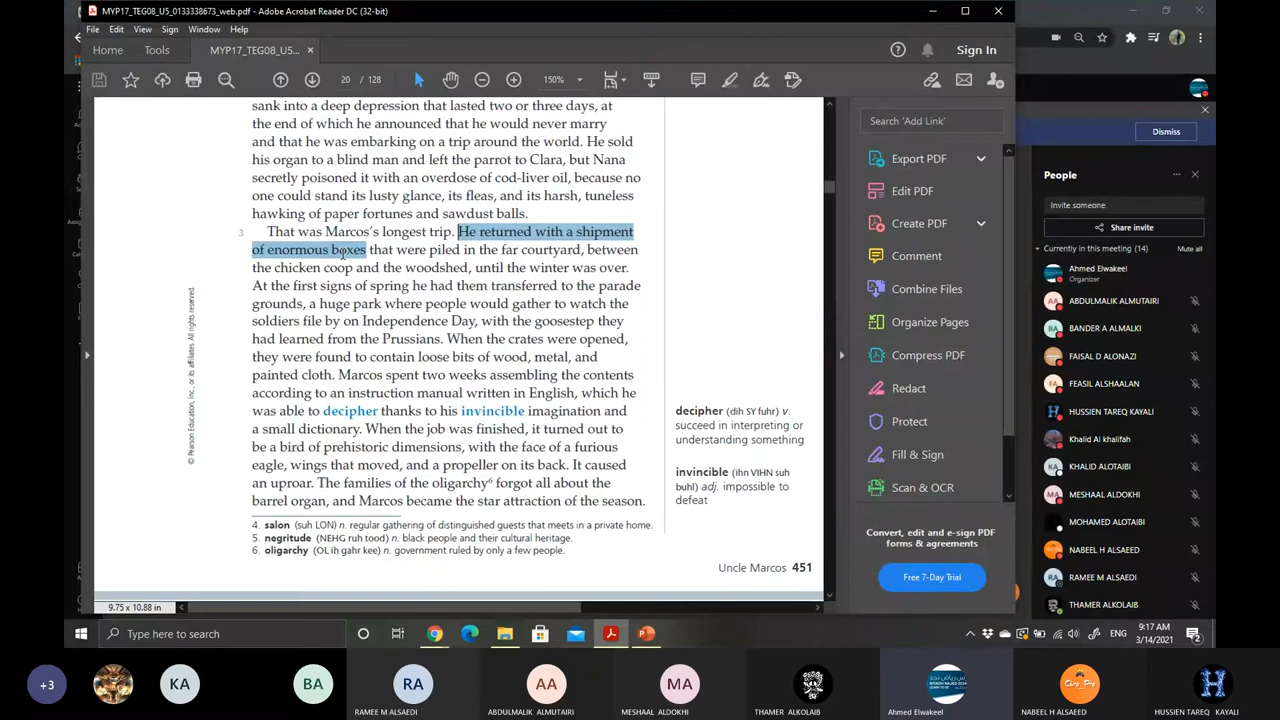 MYP17_TEG08_U5_0133338673_web.pdf - Adobe Acrobat Reader DC (32-bit)
File Edit View Sign Window Help
Home Tools MYP17_TEG08_U5... × Sign In
20 / 128 150%
sank into a deep depression that lasted two or three days, at
the end of which he announced that he would never marry
and that he was embarking on a trip around the world. He sold
his organ to a blind man and left the parrot to Clara, but Nana
secretly poisoned it with an overdose of cod-liver oil, because no
one could stand its lusty glance, its fleas, and its harsh, tuneless
hawking of paper fortunes and sawdust balls.
3 That was Marcos's longest trip. He returned with a shipment
of enormous boxes that were piled in the far courtyard, between
the chicken coop and the woodshed, until the winter was over.
At the first signs of spring he had them transferred to the parade
grounds, a huge park where people would gather to watch the
soldiers file by on Independence Day, with the goosestep they
had learned from the Prussians. When the crates were opened,
they were found to contain loose bits of wood, metal, and
painted cloth. Marcos spent two weeks assembling the contents
according to an instruction manual written in English, which he
was able to decipher thanks to his invincible imagination and
a small dictionary. When the job was finished, it turned out to
be a bird of prehistoric dimensions, with the face of a furious
eagle, wings that moved, and a propeller on its back. It caused
an uproar. The families of the oligarchy6 forgot all about the
barrel organ, and Marcos became the star attraction of the season.
decipher (dih SY fuhr) v.
succeed in interpreting or
understanding something
invincible (ihn VIHN suh
buhl) adj. impossible to
defeat
4. salon (suh LON) n. regular gathering of distinguished guests that meets in a private home.
5. negritude (NEHG ruh tood) n. black people and their cultural heritage.
6. oligarchy (OL ih gahr kee) n. government ruled by only a few people.
Uncle Marcos 451
© Pearson Education, Inc., or its affiliates. All rights reserved.
9.75 x 10.88 in
Search 'Add Link'
Export PDF
Edit PDF
Create PDF
Comment
Combine Files
Organize Pages
Compress PDF
Redact
Protect
Fill & Sign
Scan & OCR
Convert, edit and e-sign PDF
forms & agreements
Free 7-Day Trial
Dismiss
People
Invite someone
Share invite
Currently in this meeting (14) Mute all
Ahmed Elwakeel
Organizer
AA ABDULMALIK ALMUTAIRI
BA BANDER A ALMALKI
FAISAL D ALONAZI
FA FEASIL ALSHAALAN
HUSSIEN TAREQ KAYALI
Khalid Al khalifah
KA KHALID ALOTAIBI
MA MESHAAL ALDOKHI
MOHAMED ALOTAIBI
NABEEL H ALSAEED
RA RAMEE M ALSAEDI
THAMER ALKOLAIB
Type here to search
ENG
9:17 AM
3/14/2021
2
+3
KA
BA
RA
AA
MA
RAMEE M ALSAEDI
ABDULMALIK ALMUTAIRI
MESHAAL ALDOKHI
THAMER ALKOLAIB
Ahmed Elwakeel
NABEEL H ALSAEED
HUSSIEN TAREQ KAYALI